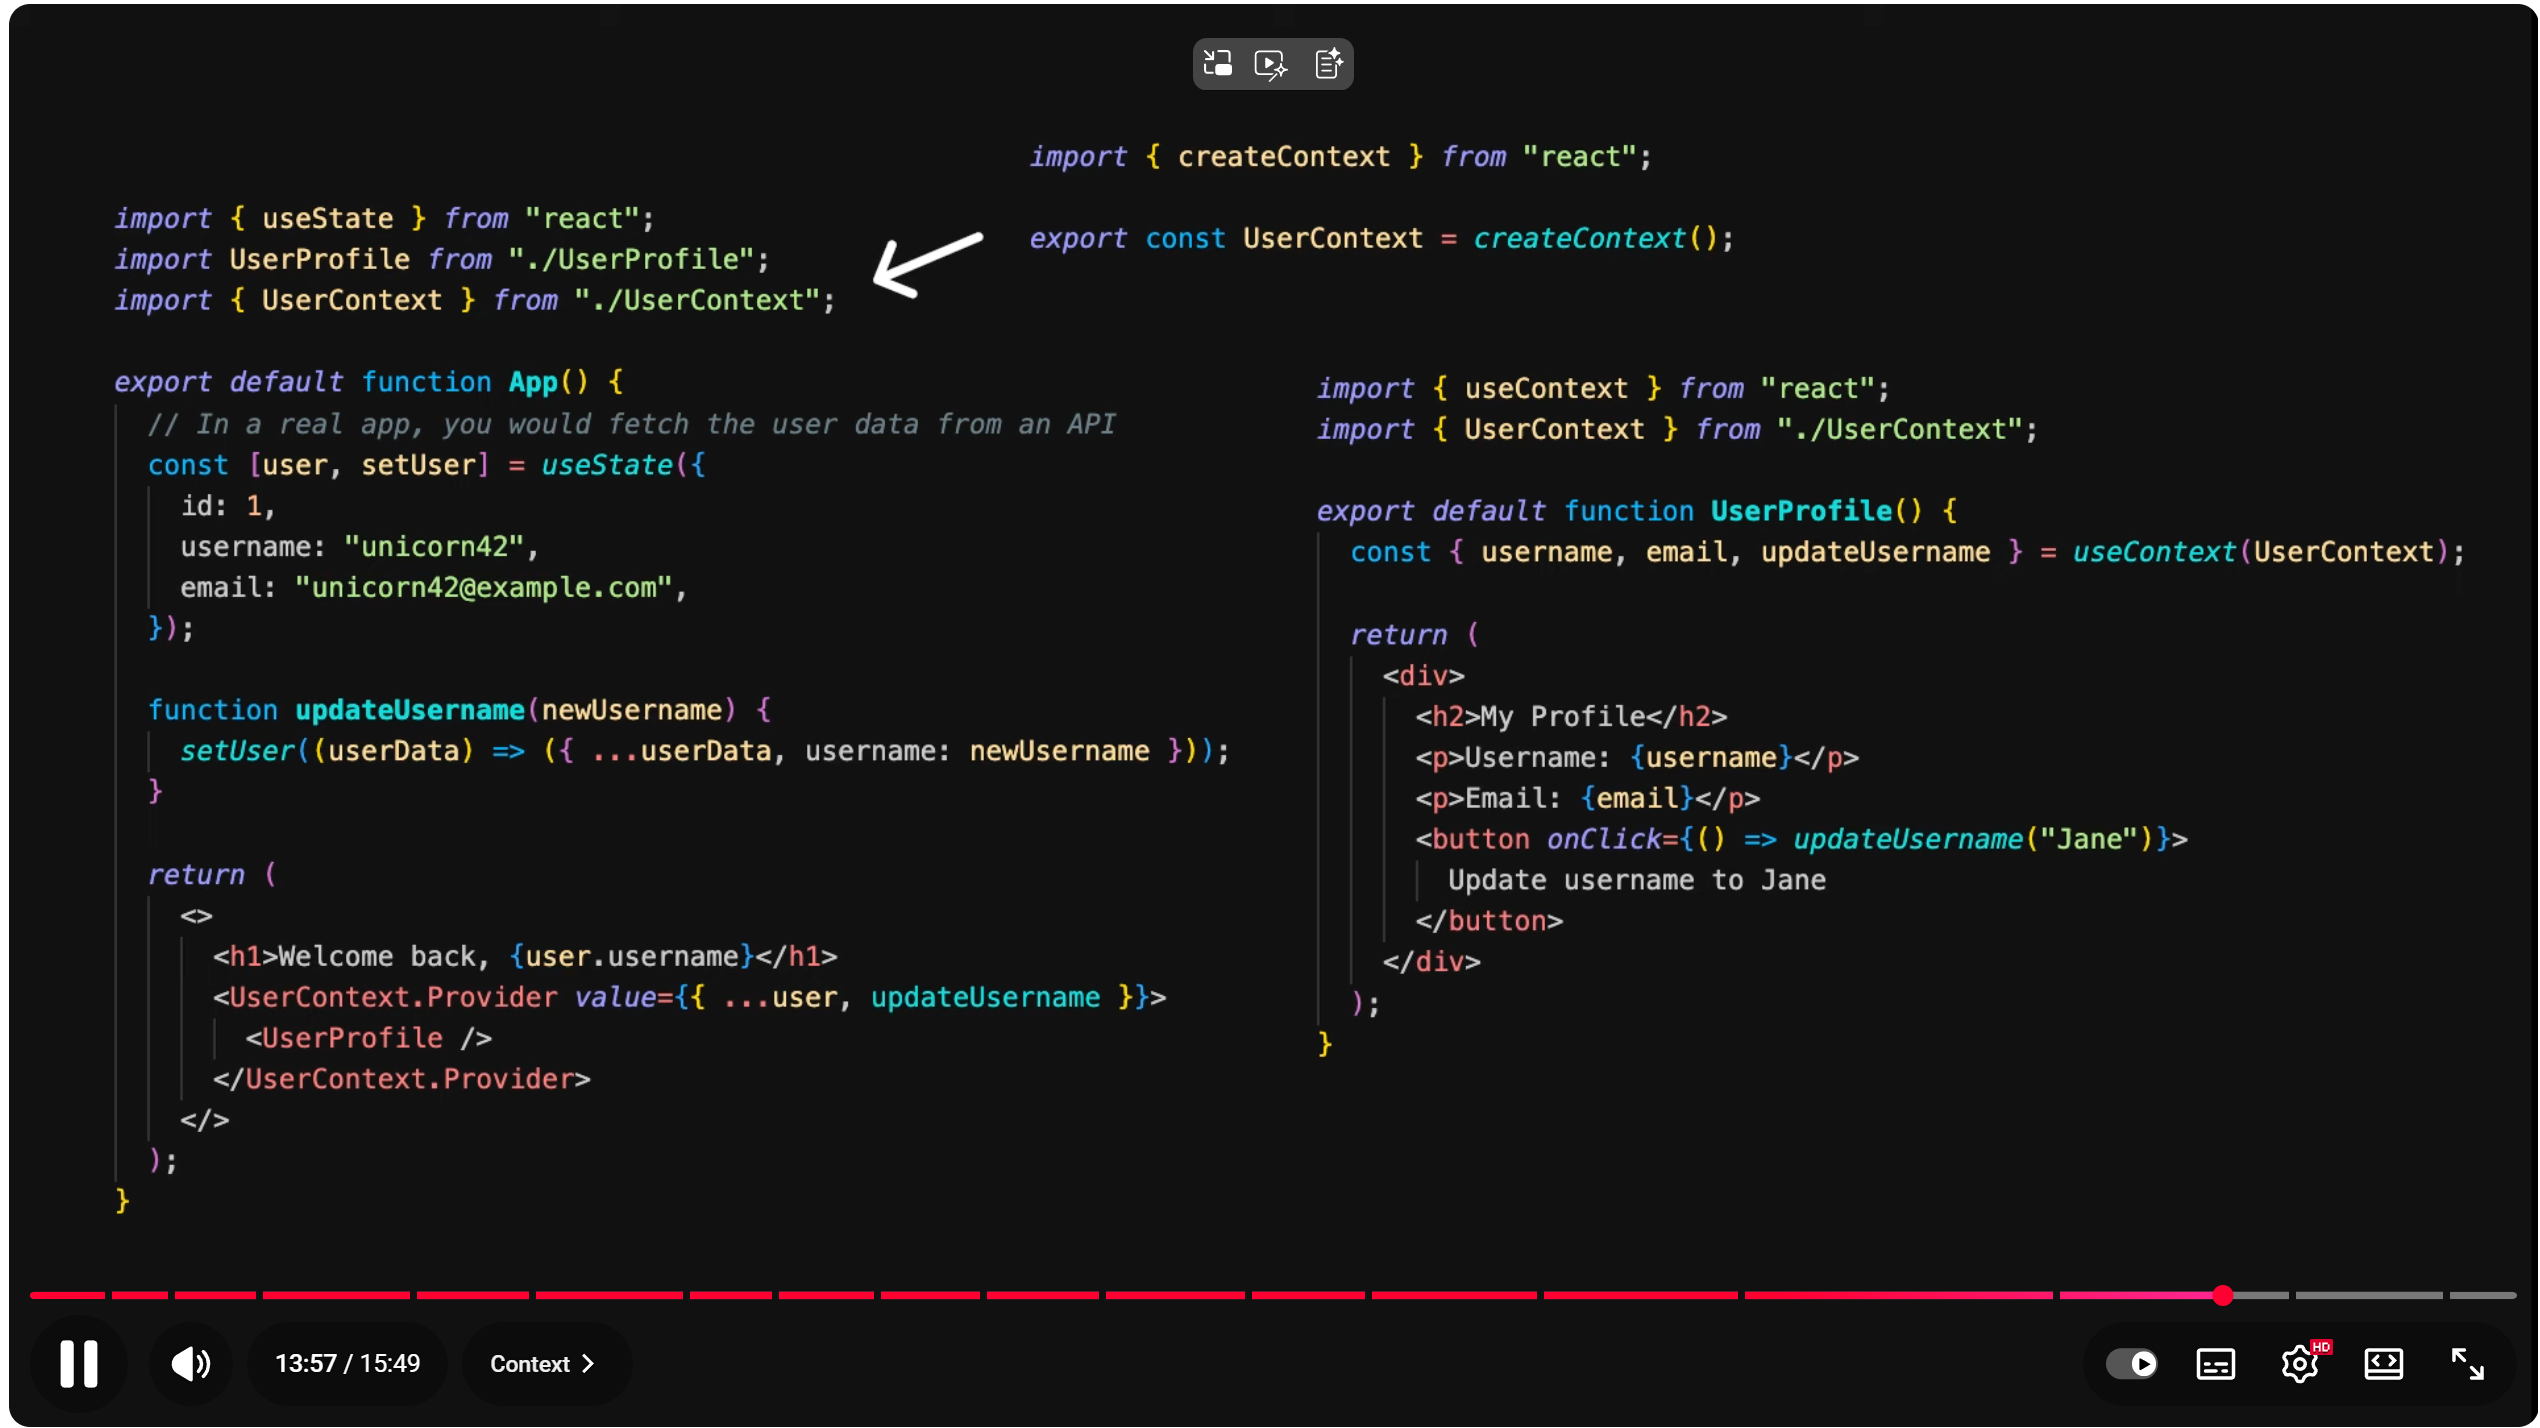 import { createContext } from "react";
export const UserContext = createContext();
import { useState } from "react";
import UserProfile from "./UserProfile";
import { UserContext } from "./UserContext";
export default function App() {
// In a real app, you would fetch the user data from an API
const [user, setUser] = useState({
id: 1,
username: "unicorn42",
email: "unicorn42@example.com",
});
function updateUsername(newUsername) {
setUser((userData) => ({ ...userData, username: newUsername }));
}
return (
<>
<h1>Welcome back, {user.username}</h1>
<UserContext.Provider value={{ ...user, updateUsername }}>
<UserProfile />
</UserContext.Provider>
</>
);
}
import { useContext } from "react";
import { UserContext } from "./UserContext";
export default function UserProfile() {
const { username, email, updateUsername } = useContext(UserContext);
return (
<div>
<h2>My Profile</h2>
<p>Username: {username}</p>
<p>Email: {email}</p>
<button onClick={() => updateUsername("Jane")}>
Update username to Jane
</button>
</div>
);
}
13:57 / 15:49
Context
HD